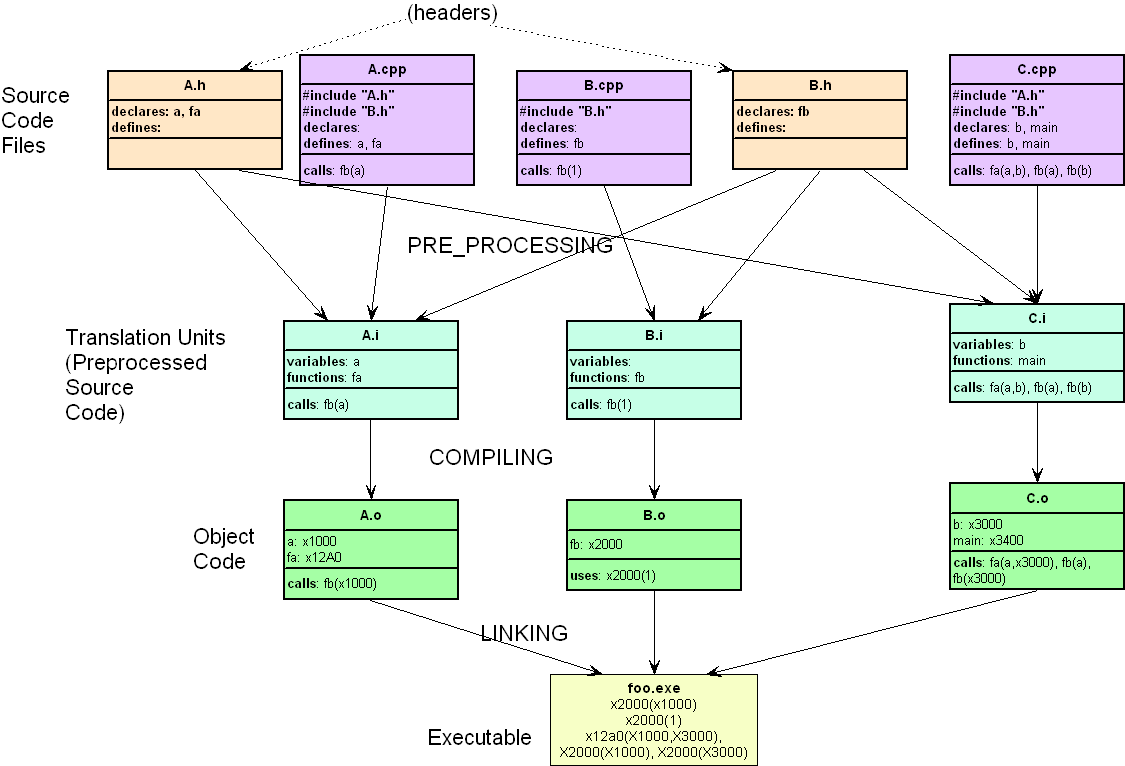 (headers)
Source
Code
Files
A.h
declares: a, fa
defines:
A.cpp
#include "A.h"
#include "B.h"
declares:
defines: a, fa
calls: fb(a)
B.cpp
#include "B.h"
declares:
defines: fb
calls: fb(1)
B.h
declares: fb
defines:
C.cpp
#include "A.h"
#include "B.h"
declares: b, main
defines: b, main
calls: fa(a,b), fb(a), fb(b)
PRE_PROCESSING
Translation Units
(Preprocessed
Source
Code)
A.i
variables: a
functions: fa
calls: fb(a)
B.i
variables:
functions: fb
calls: fb(1)
C.i
variables: b
functions: main
calls: fa(a,b), fb(a), fb(b)
COMPILING
Object
Code
A.o
a: x1000
fa: x12A0
calls: fb(x1000)
B.o
fb: x2000
uses: x2000(1)
C.o
b: x3000
main: x3400
calls: fa(a,x3000), fb(a),
fb(x3000)
LINKING
Executable
foo.exe
x2000(x1000)
x2000(1)
x12a0(X1000,X3000),
X2000(X1000), X2000(X3000)